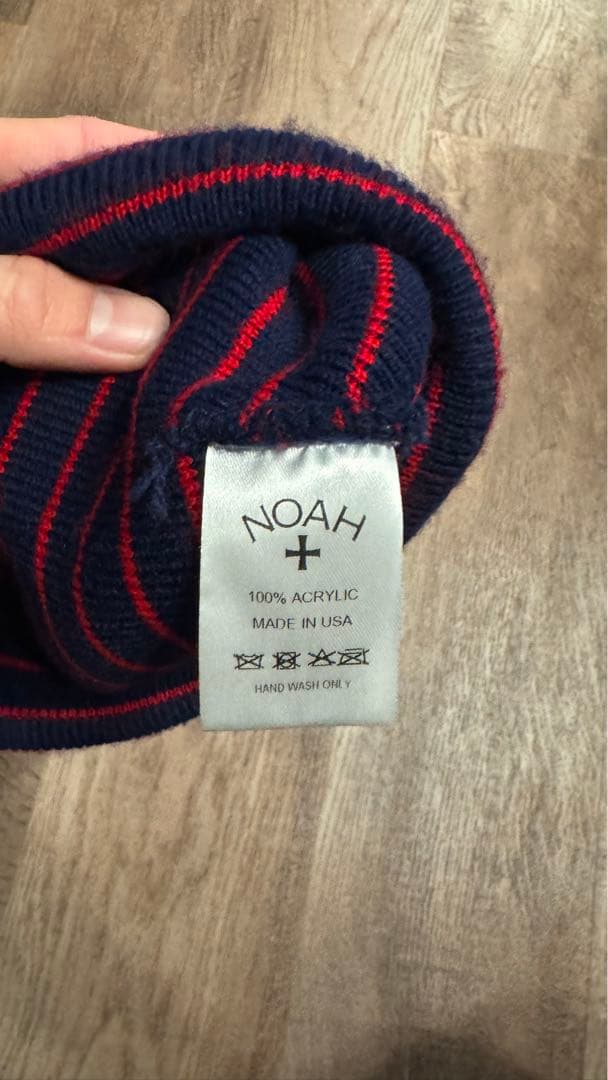 NOAH
100% ACRYLIC
MADE IN USA
HAND WASH ONLY